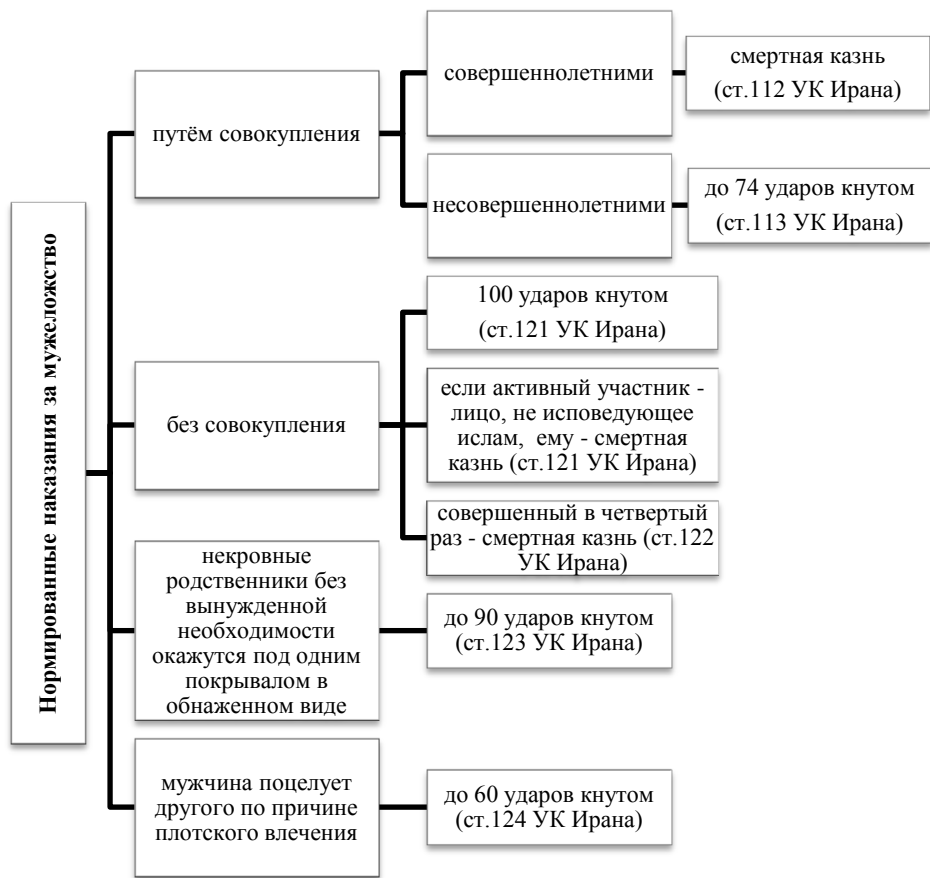 Нормированные наказания за мужеложство
путём совокупления
совершеннолетними
смертная казнь
(ст.112 УК Ирана)
несовершеннолетними
до 74 ударов кнутом
(ст.113 УК Ирана)
без совокупления
100 ударов кнутом
(ст.121 УК Ирана)
если активный участник -
лицо, не исповедующее
ислам, ему - смертная
казнь (ст.121 УК Ирана)
совершенный в четвертый
раз - смертная казнь (ст.122
УК Ирана)
некровные
родственники без
вынужденной
необходимости
окажутся под одним
покрывалом в
обнаженном виде
до 90 ударов кнутом
(ст.123 УК Ирана)
мужчина поцелует
другого по причине
плотского влечения
до 60 ударов кнутом
(ст.124 УК Ирана)